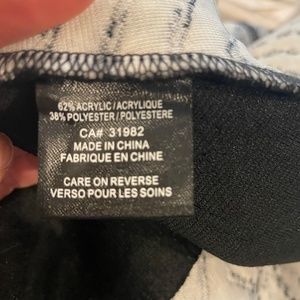 62% ACRYLIC / ACRYLIQUE
38% POLYESTER / POLYESTERE
CA# 31982
MADE IN CHINA
FABRIQUE EN CHINE
CARE ON REVERSE
VERSO POUR LES SOINS